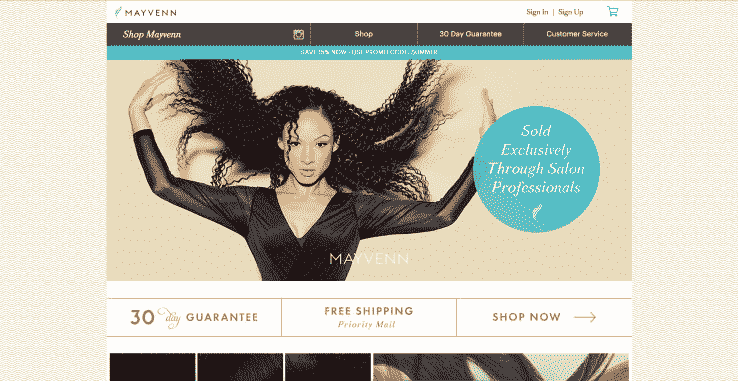 MAYVENN
Sign In | Sign Up
Shop Mayvenn
Shop
30 Day Guarantee
Customer Service
SAVE 15% NOW - USE PROMO CODE: SUMMER
Sold
Exclusively
Through Salon
Professionals
MAYVENN
30 day GUARANTEE
FREE SHIPPING
Priority Mail
SHOP NOW